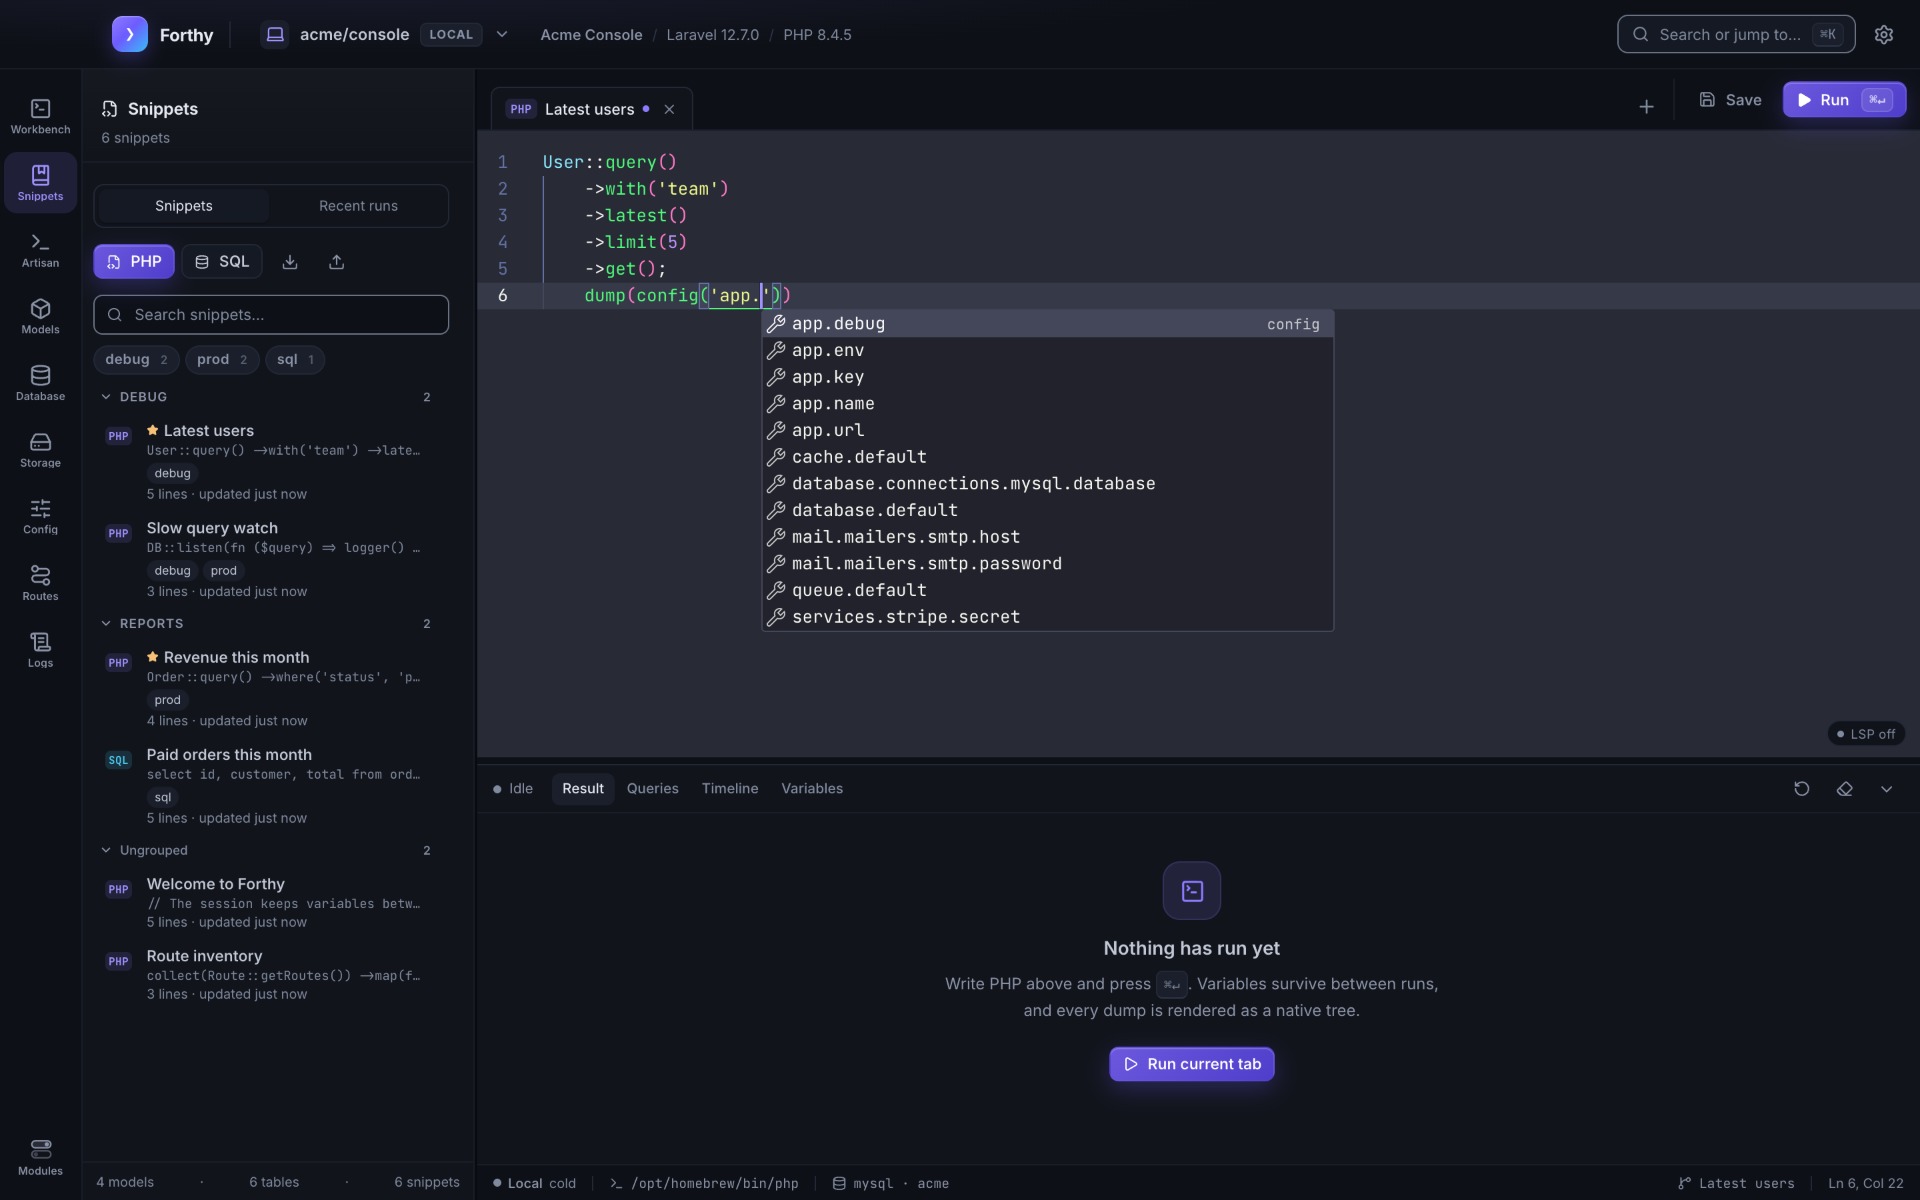 Forthy
acme/console LOCAL
Acme Console / Laravel 12.7.0 / PHP 8.4.5
Search or jump to... ⌘K
Workbench
Snippets
Artisan
Models
Database
Storage
Config
Routes
Logs
Modules
Snippets
6 snippets
Snippets Recent runs
PHP SQL
Search snippets...
debug 2 prod 2 sql 1
DEBUG 2
PHP Latest users
User::query() ->with('team') ->late…
debug
5 lines · updated just now
PHP Slow query watch
DB::listen(fn ($query) => logger() …
debug prod
3 lines · updated just now
REPORTS 2
PHP Revenue this month
Order::query() ->where('status', 'p…
prod
4 lines · updated just now
SQL Paid orders this month
select id, customer, total from ord…
sql
5 lines · updated just now
Ungrouped 2
PHP Welcome to Forthy
// The session keeps variables betw…
5 lines · updated just now
PHP Route inventory
collect(Route::getRoutes()) ->map(f…
3 lines · updated just now
4 models · 6 tables · 6 snippets
PHP Latest users
Save
Run ⌘↵
1 User::query()
2 ->with('team')
3 ->latest()
4 ->limit(5)
5 ->get();
6 dump(config('app.'))
app.debug config
app.env
app.key
app.name
app.url
cache.default
database.connections.mysql.database
database.default
mail.mailers.smtp.host
mail.mailers.smtp.password
queue.default
services.stripe.secret
LSP off
Idle Result Queries Timeline Variables
Nothing has run yet
Write PHP above and press ⌘↵. Variables survive between runs,
and every dump is rendered as a native tree.
Run current tab
Local cold /opt/homebrew/bin/php mysql · acme
Latest users Ln 6, Col 22